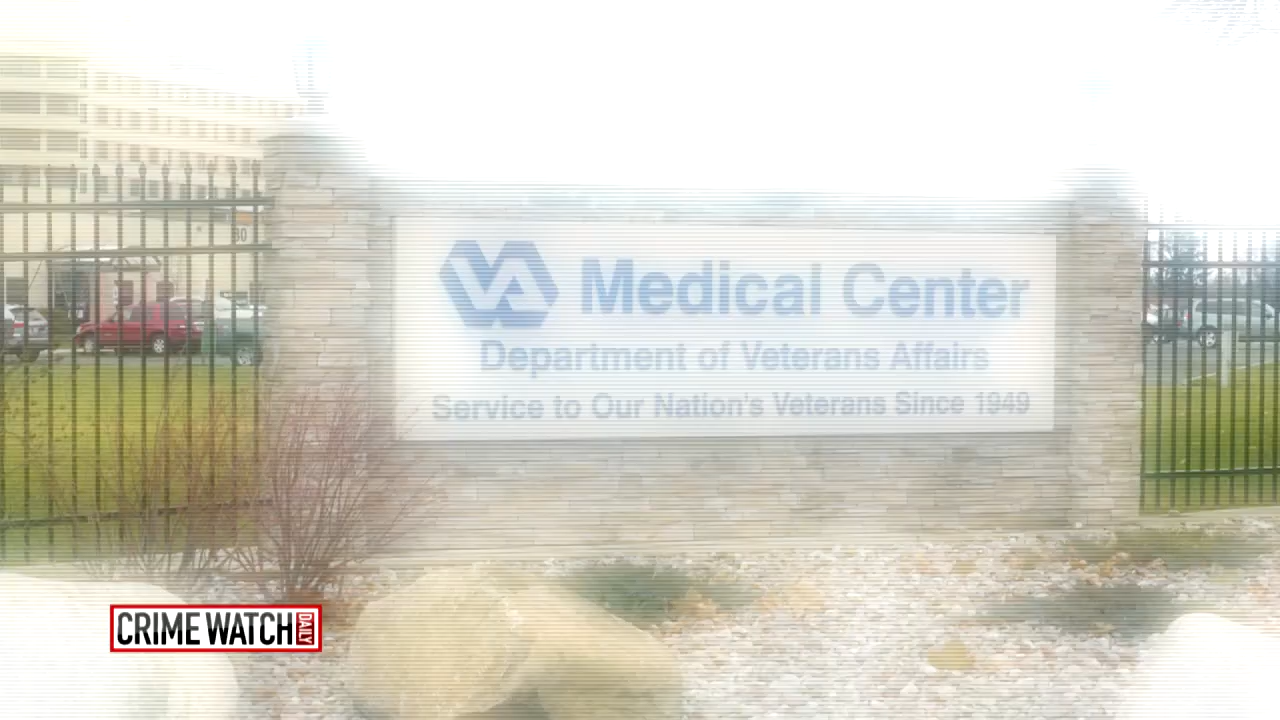 VA Medical Center
Department of Veterans Affairs
Service to Our Nation's Veterans Since 1949
CRIME WATCH DAILY